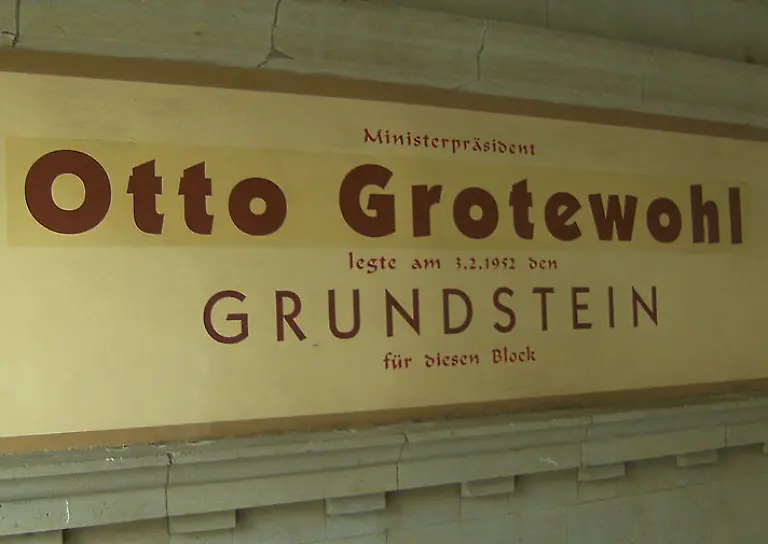 Ministerpräsident
Otto Grotewohl
legte am 3.2.1952 den
GRUNDSTEIN
für diesen Block